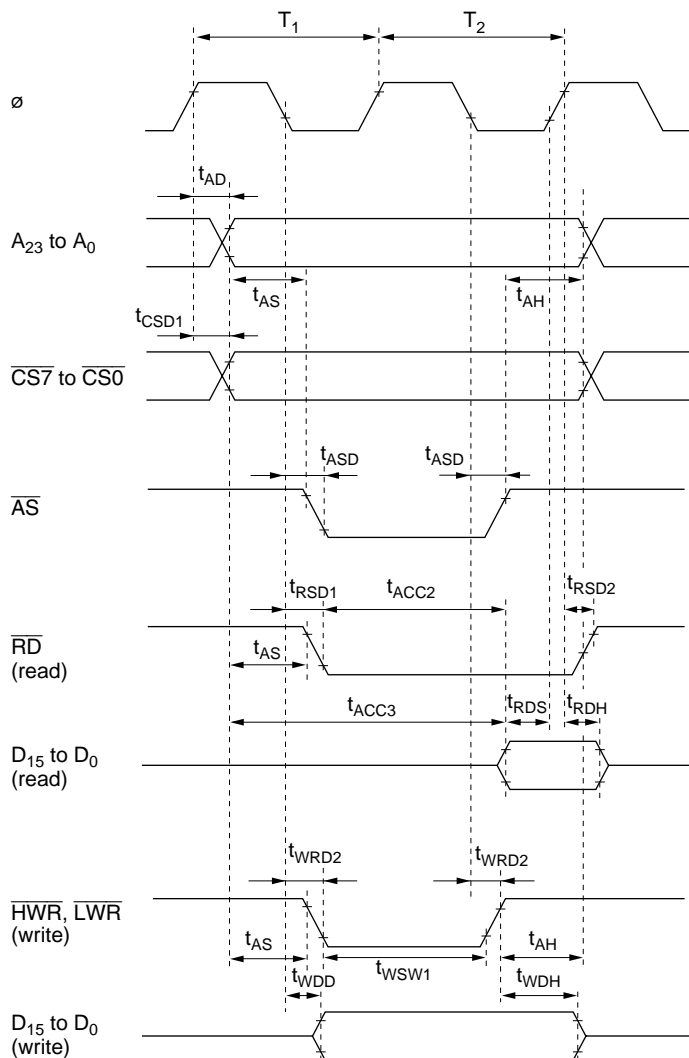 T1 T2
ø
tAD
A23 to A0
tAS tAH
tCSD1
CS7 to CS0
tASD tASD
AS
tRSD1 tACC2 tRSD2
RD
(read)
tAS
tACC3 tRDS tRDH
D15 to D0
(read)
tWRD2 tWRD2
HWR, LWR
(write)
tAS tWSW1 tAH
tWDD tWDH
D15 to D0
(write)